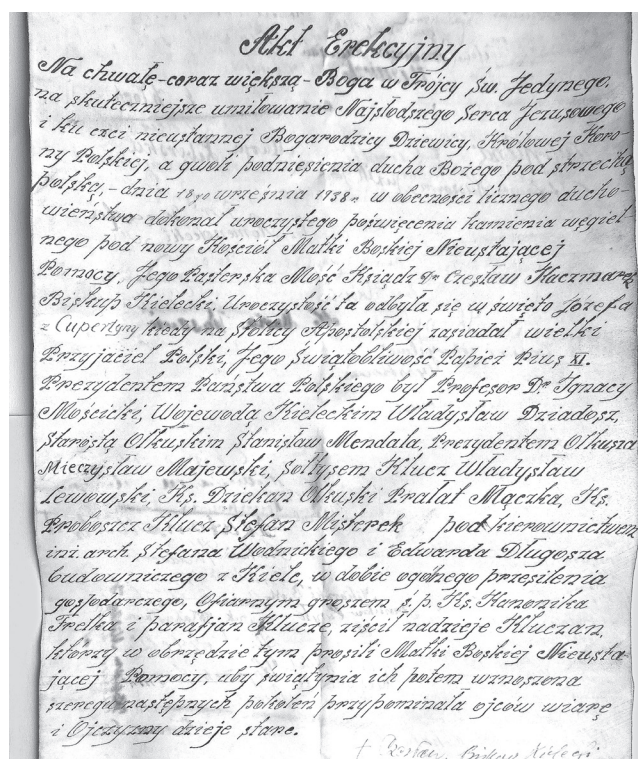 Akt Erekcyjny
Na chwałę-coraz większą-Boga w Trójcy Św. Jedynego,
na skuteczniejsze umiłowanie Najsłodszego Serca Jezusowego
i ku czci nieustannej Bogarodzicy Dziewicy, Królowej Koro-
ny Polskiej, a gwoli podniesienia ducha Bożego pod strzechę
polską,- dnia 18go września 1938r. w obecności licznego ducho-
wieństwa dokonał uroczystego poświęcenia kamienia węgiel-
nego pod nowy Kościół Matki Boskiej Nieustającej
Pomocy, Jego Pasterska Mość Ksiądz Dr Czesław Kaczmarek
Biskup Kielecki. Uroczystość ta odbyła się w święto Józefa
z Cupertyny kiedy na Stolicy Apostolskiej zasiadał wielki
Przyjaciel Polski, Jego Świątobliwość Papież Pius XI.
Prezydentem Państwa Polskiego był Profesor Dr Ignacy
Mościcki, Wojewodą Kieleckim Władysław Dziadosz,
Starostą Olkuskim Stanisław Mendala, Prezydentem Olkusza
Mieczysław Majewski, Sołtysem Klucz Władysław
Lewowski, Ks. Dziekan Olkuski Prałat Mączka, Ks.
Proboszcz Klucz Stefan Misterek pod kierownictwem
inż. arch. Stefana Wodnickiego i Edwarda Długosza
budowniczego z Kielc, w dobie ogólnego przesilenia
gospodarczego, Ofiarnym groszem ś.p. Ks. Kanonika
Frelka i parafjan Klucze, ziścił nadzieje Kluczan,
którzy w obrzędzie tym prosili Matki Boskiej Nieusta-
jącej Pomocy, aby świątynia ich potem wznoszona
szeregu następnych pokoleń przypominała ojców wiarę
i Ojczyzny dzieje stare.
+ Czesław, Biskup Kielecki